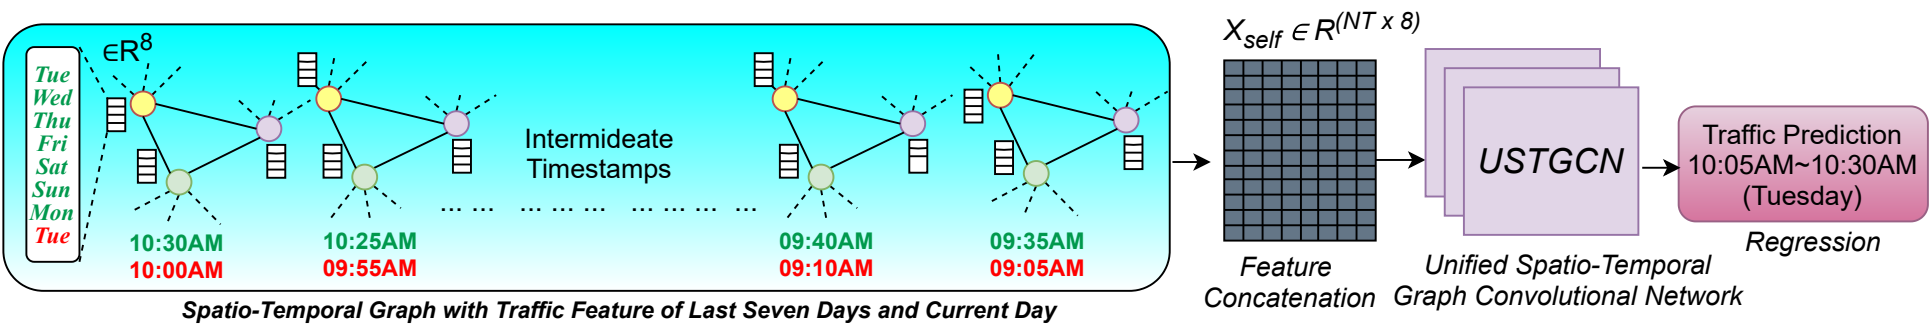 Tue
Wed
Thu
Fri
Sat
Sun
Mon
Tue
∈R^8
Intermideate
Timestamps
... ... ... ... ... ... ... ... ...
10:30AM
10:00AM
10:25AM
09:55AM
09:40AM
09:10AM
09:35AM
09:05AM
Spatio-Temporal Graph with Traffic Feature of Last Seven Days and Current Day
X_self ∈ R^(NT x 8)
Feature
Concatenation
USTGCN
Unified Spatio-Temporal
Graph Convolutional Network
Traffic Prediction
10:05AM~10:30AM
(Tuesday)
Regression